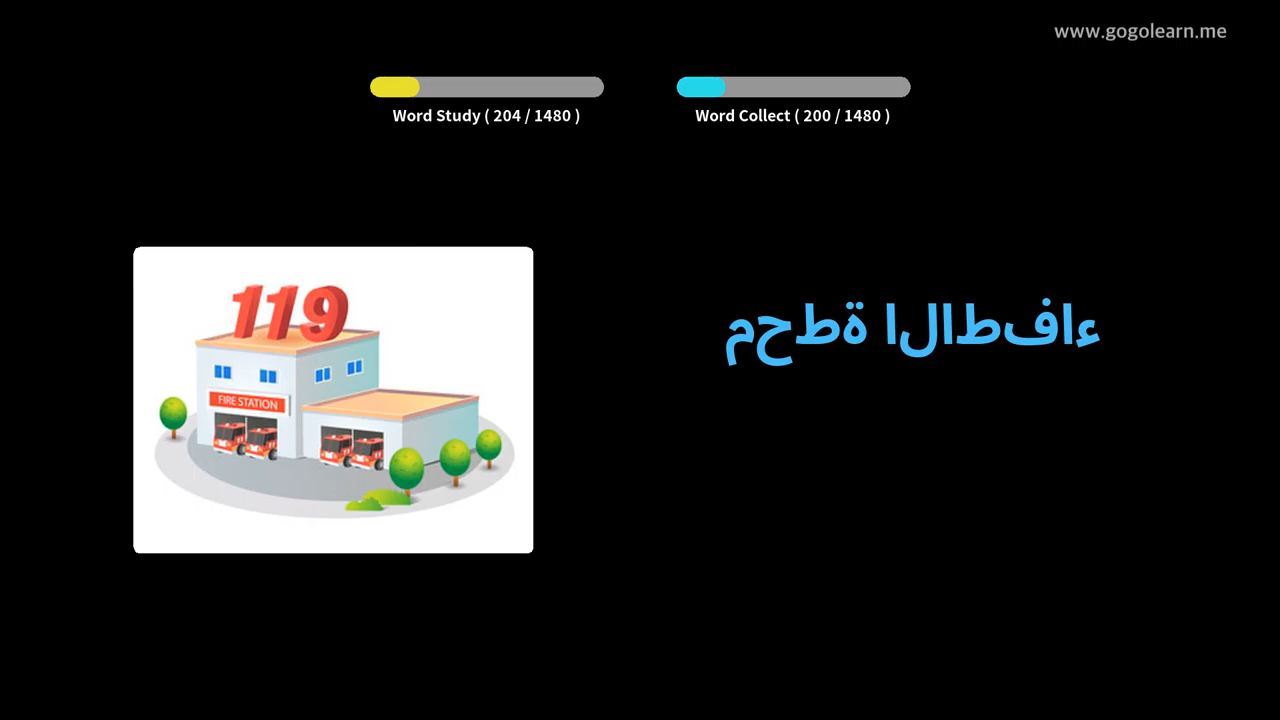 www.gogolearn.me
Word Study ( 204 / 1480 )
Word Collect ( 200 / 1480 )
119
FIRE STATION
محطة الاطفاء